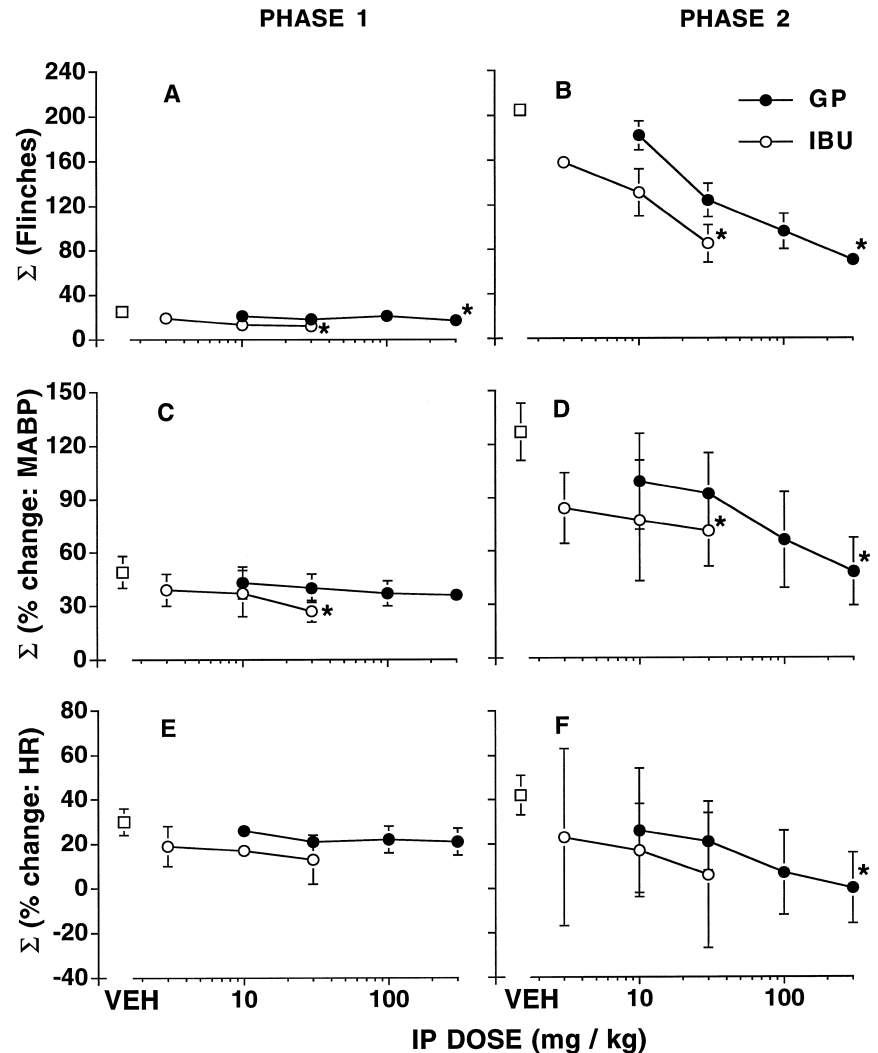 PHASE 1 PHASE 2
Σ (Flinches)
240
200
160
120
80
40
0
A
*
*
B
GP
IBU
*
*
Σ (% change: MABP)
150
120
90
60
30
0
C
*
D
*
*
Σ (% change: HR)
80
60
40
20
0
-20
-40
E
F
*
VEH 10 100 VEH 10 100
IP DOSE (mg / kg)